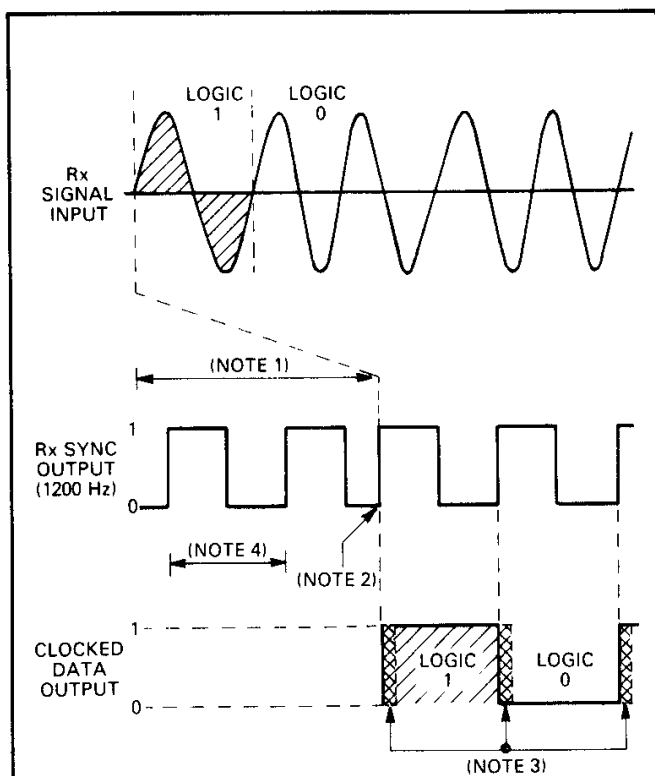 LOGIC
1
LOGIC
0
Rx
SIGNAL
INPUT
(NOTE 1)
Rx SYNC
OUTPUT
(1200 Hz)
1
0
(NOTE 4)
(NOTE 2)
CLOCKED
DATA
OUTPUT
1
0
LOGIC
1
LOGIC
0
(NOTE 3)